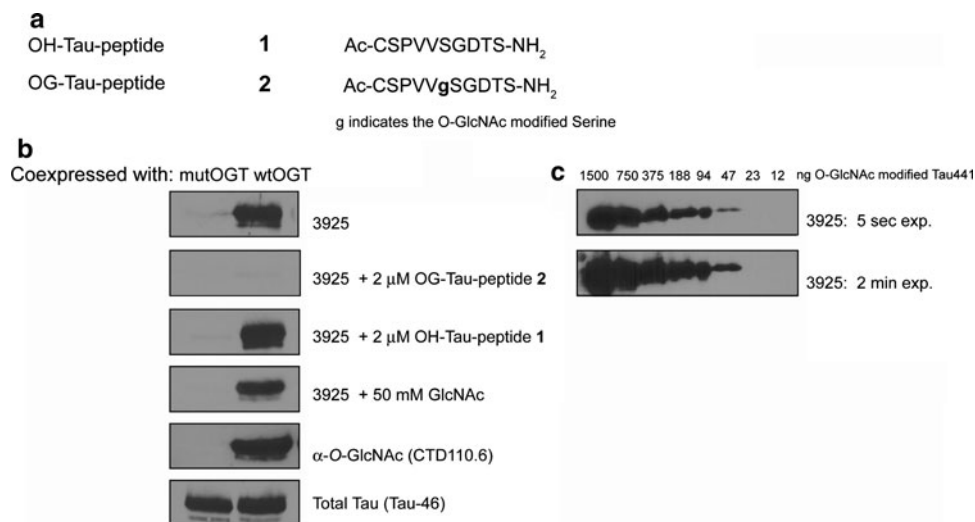 a
OH-Tau-peptide 1 Ac-CSPVVSGDTS-NH2
OG-Tau-peptide 2 Ac-CSPVVgSGDTS-NH2
g indicates the O-GlcNAc modified Serine
b
Coexpressed with: mutOGT wtOGT
3925
3925 + 2 μM OG-Tau-peptide 2
3925 + 2 μM OH-Tau-peptide 1
3925 + 50 mM GlcNAc
α-O-GlcNAc (CTD110.6)
Total Tau (Tau-46)
c
1500 750 375 188 94 47 23 12 ng O-GlcNAc modified Tau441
3925: 5 sec exp.
3925: 2 min exp.